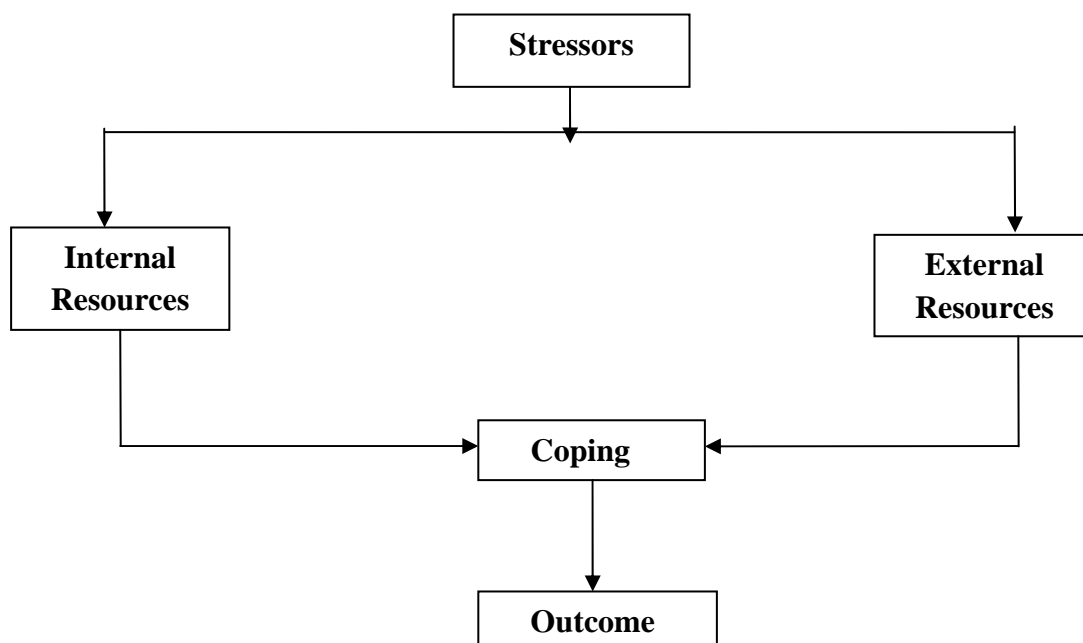 Stressors
Internal
Resources
External
Resources
Coping
Outcome